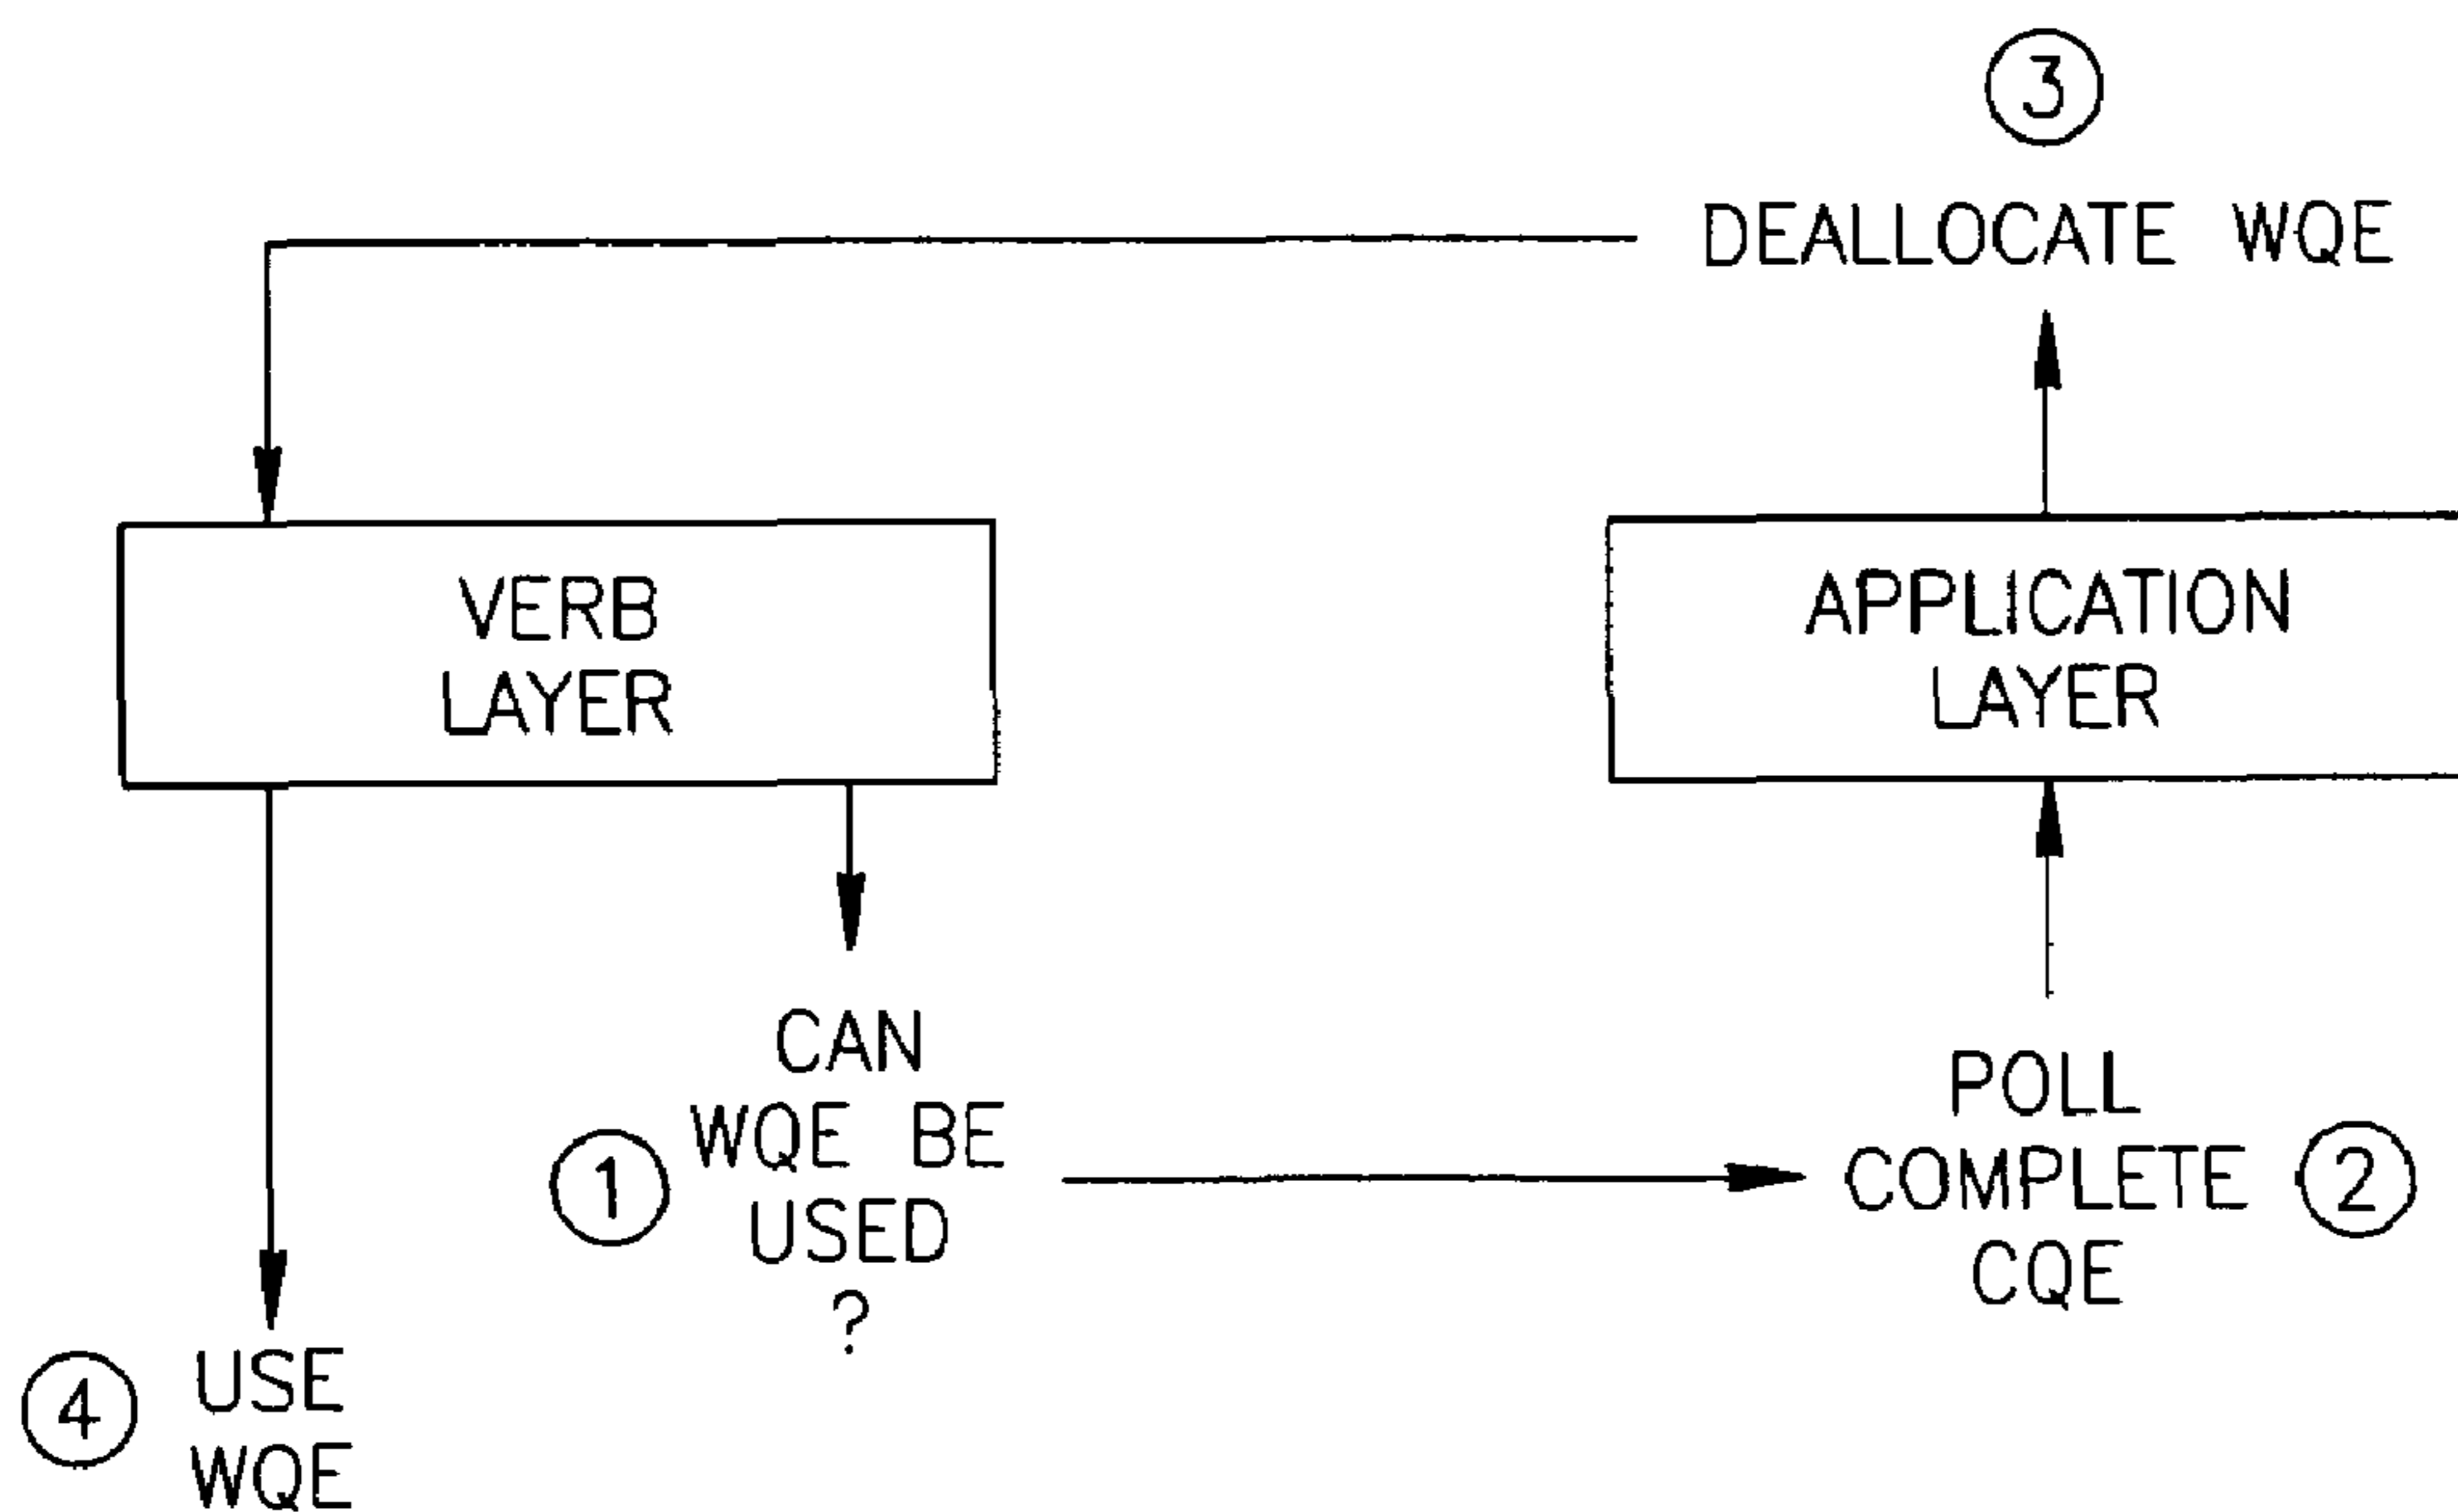 3
DEALLOCATE WQE
VERB
LAYER
APPLICATION
LAYER
1
CAN
WQE BE
USED
?
POLL
COMPLETE
CQE
2
4
USE
WQE